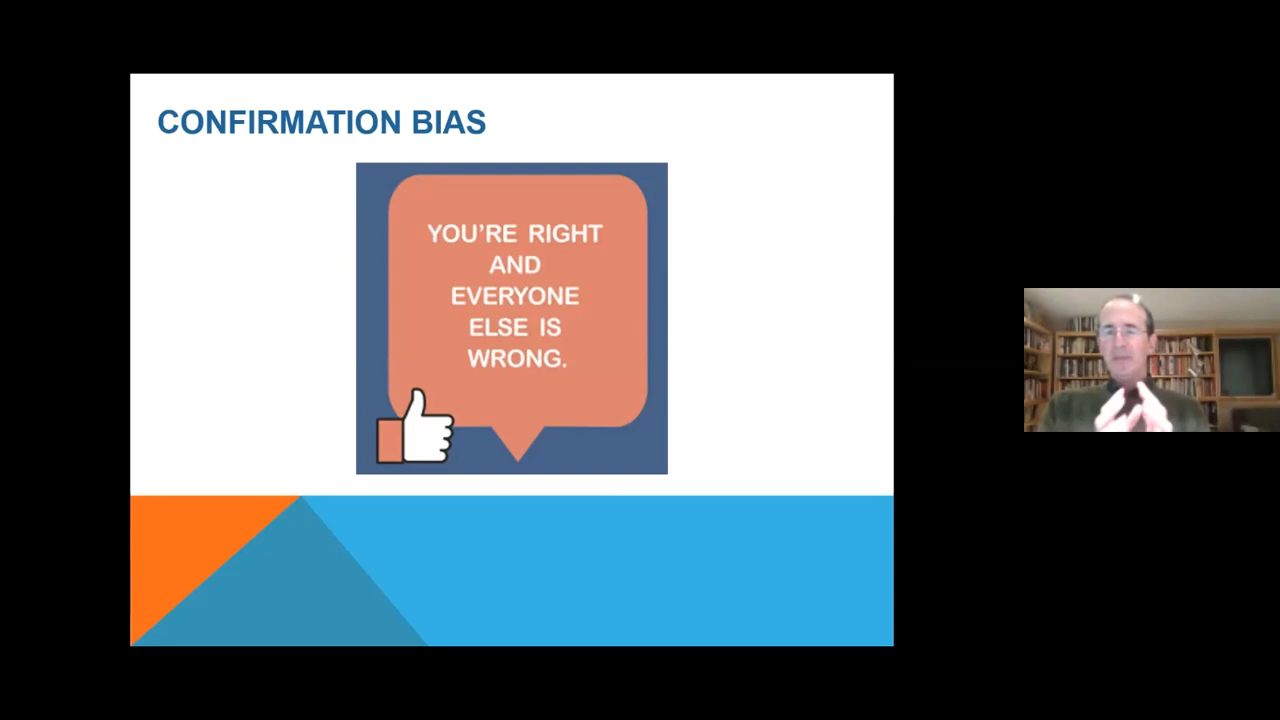 CONFIRMATION BIAS
YOU'RE RIGHT
AND
EVERYONE
ELSE IS
WRONG.